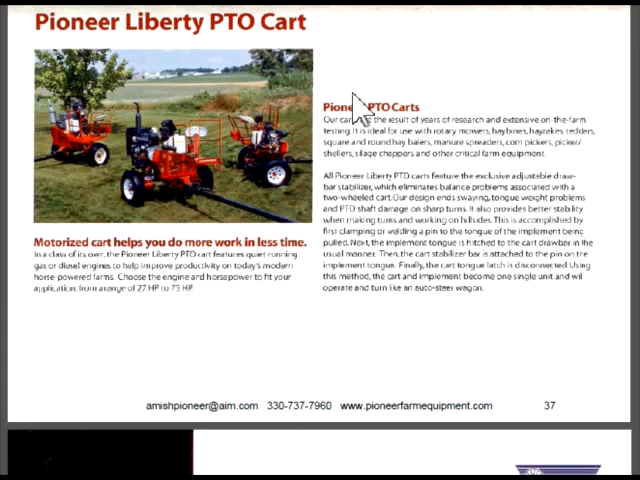 Pioneer Liberty PTO Cart
Motorized cart helps you do more work in less time.
In a class of its own, the Pioneer Liberty PTO cart features quiet running
gas or diesel engines to help improve productivity on today's modern
horse-powered farms. Choose the engine and horsepower to fit your
application, from a range of 27 HP to 75 HP.
PTO Carts
Our the result of years of research and extensive on-the-farm
testing. It is ideal for use with rotary mowers, haybines, hayrakes, tedders,
square and round hay balers, manure spreaders, corn pickers, picker/
shellers, silage choppers and other critical farm equipment.
All Pioneer Liberty PTO carts feature the exclusive adjustable draw-
bar stabilizer, which eliminates balance problems associated with a
two-wheeled cart. Our design ends swaying, tongue weight problems
and PTO shaft damage on sharp turns. It also provides better stability
when making turns and working on hillsides. This is accomplished by
first clamping or welding a pin to the tongue of the implement being
pulled. Next, the implement tongue is hitched to the cart drawbar in the
usual manner. Then, the cart stabilizer bar is attached to the pin on the
implement tongue. Finally, the cart tongue latch is disconnected. Using
this method, the cart and implement become one single unit and will
operate and turn like an auto-steer wagon.
amishpioneer@aim.com 330-737-7960 www.pioneerfarmequipment.com 37